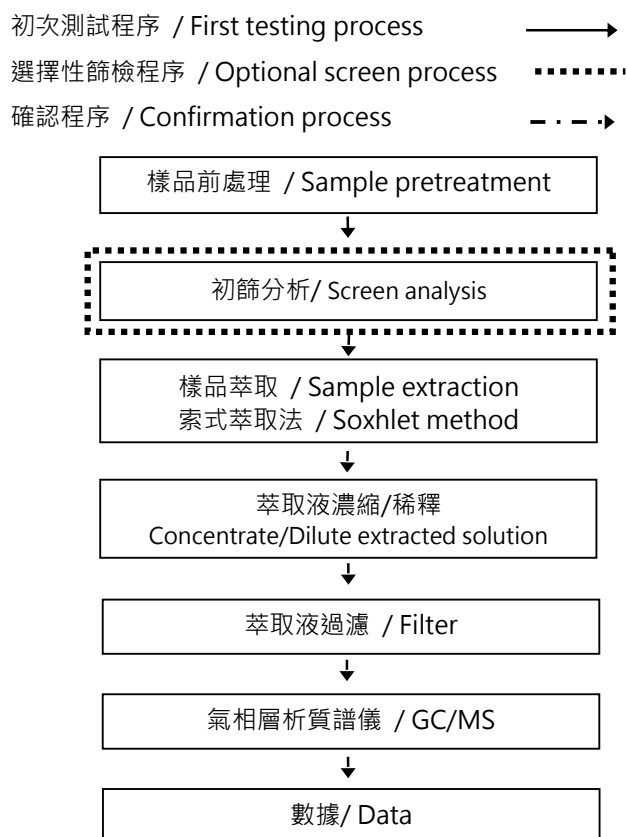 初次測試程序 / First testing process
選擇性篩檢程序 / Optional screen process
確認程序 / Confirmation process
樣品前處理 / Sample pretreatment
初篩分析/ Screen analysis
樣品萃取 / Sample extraction
索式萃取法 / Soxhlet method
萃取液濃縮/稀釋
Concentrate/Dilute extracted solution
萃取液過濾 / Filter
氣相層析質譜儀 / GC/MS
數據/ Data